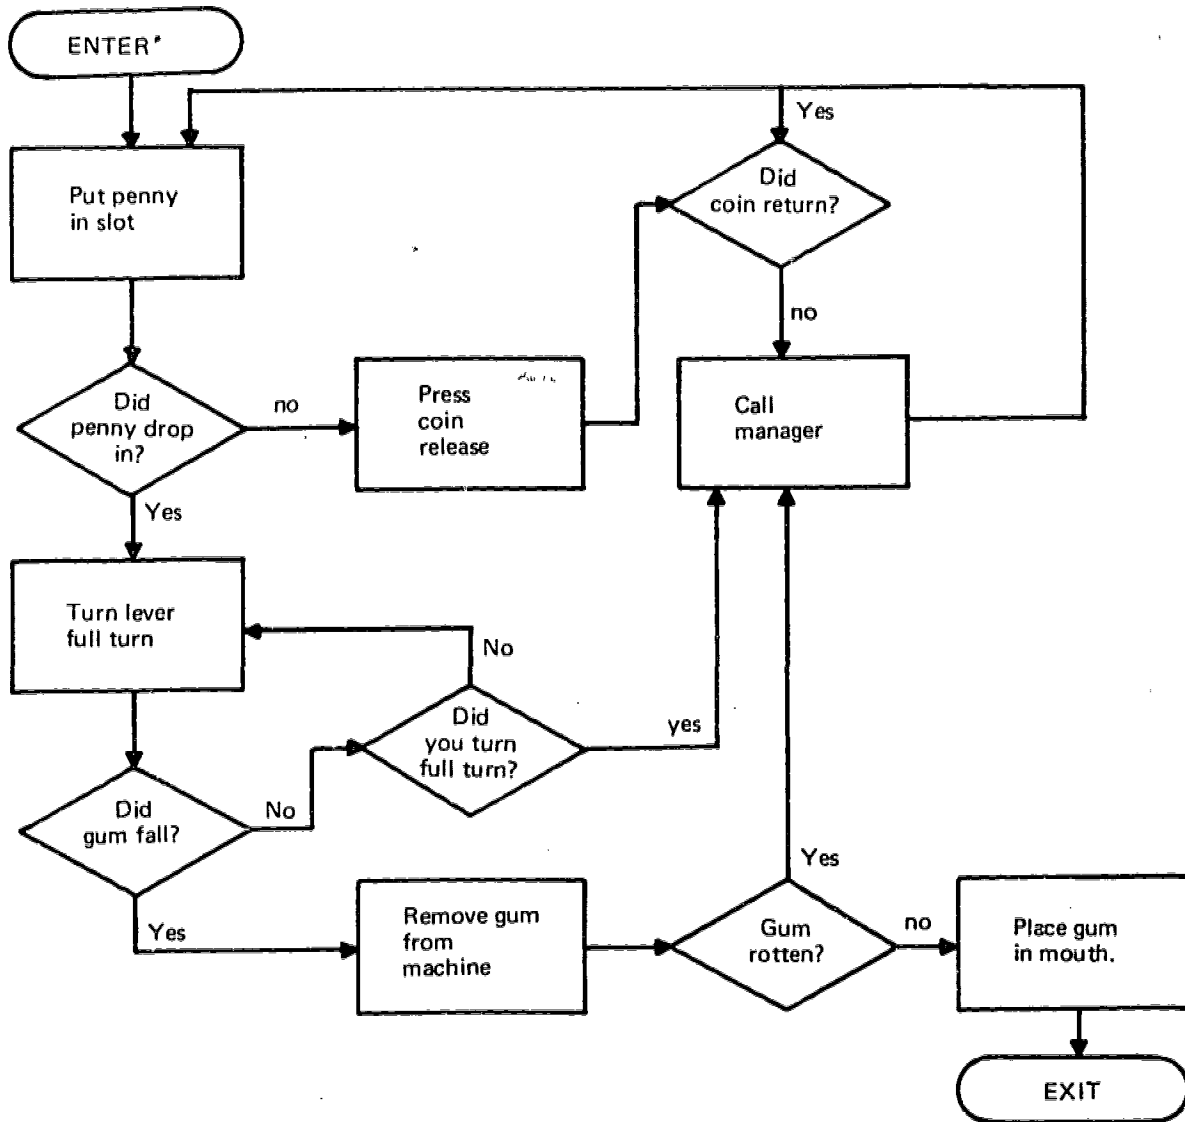 ENTER*
Yes
Put penny
in slot
Did
coin return?
no
Did
penny drop
in?
no
Press
coin
release
Call
manager
Yes
Turn lever
full turn
No
Did
you turn
full turn?
yes
Did
gum fall?
No
Yes
Yes
Remove gum
from
machine
Gum
rotten?
no
Place gum
in mouth.
EXIT